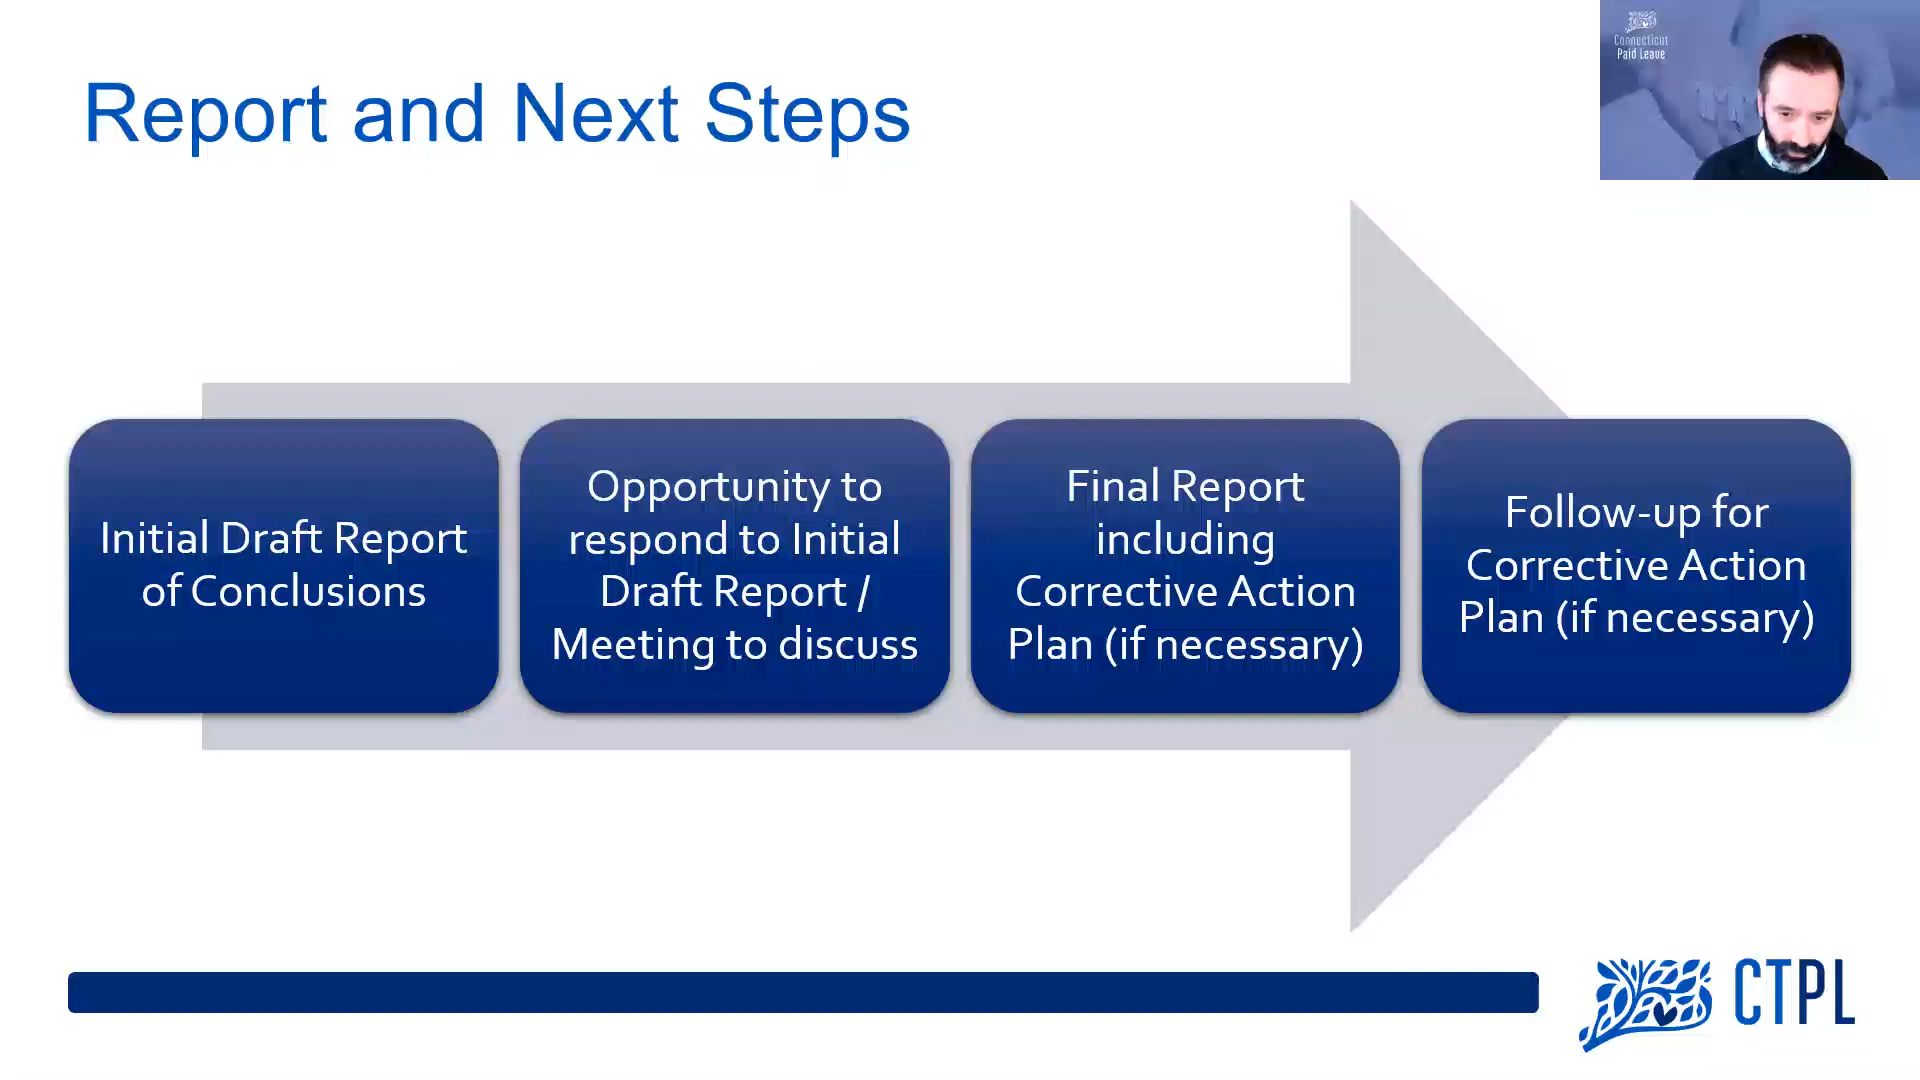 Report and Next Steps
Connecticut
Paid Leave
Initial Draft Report
of Conclusions
Opportunity to
respond to Initial
Draft Report /
Meeting to discuss
Final Report
including
Corrective Action
Plan (if necessary)
Follow-up for
Corrective Action
Plan (if necessary)
CTPL